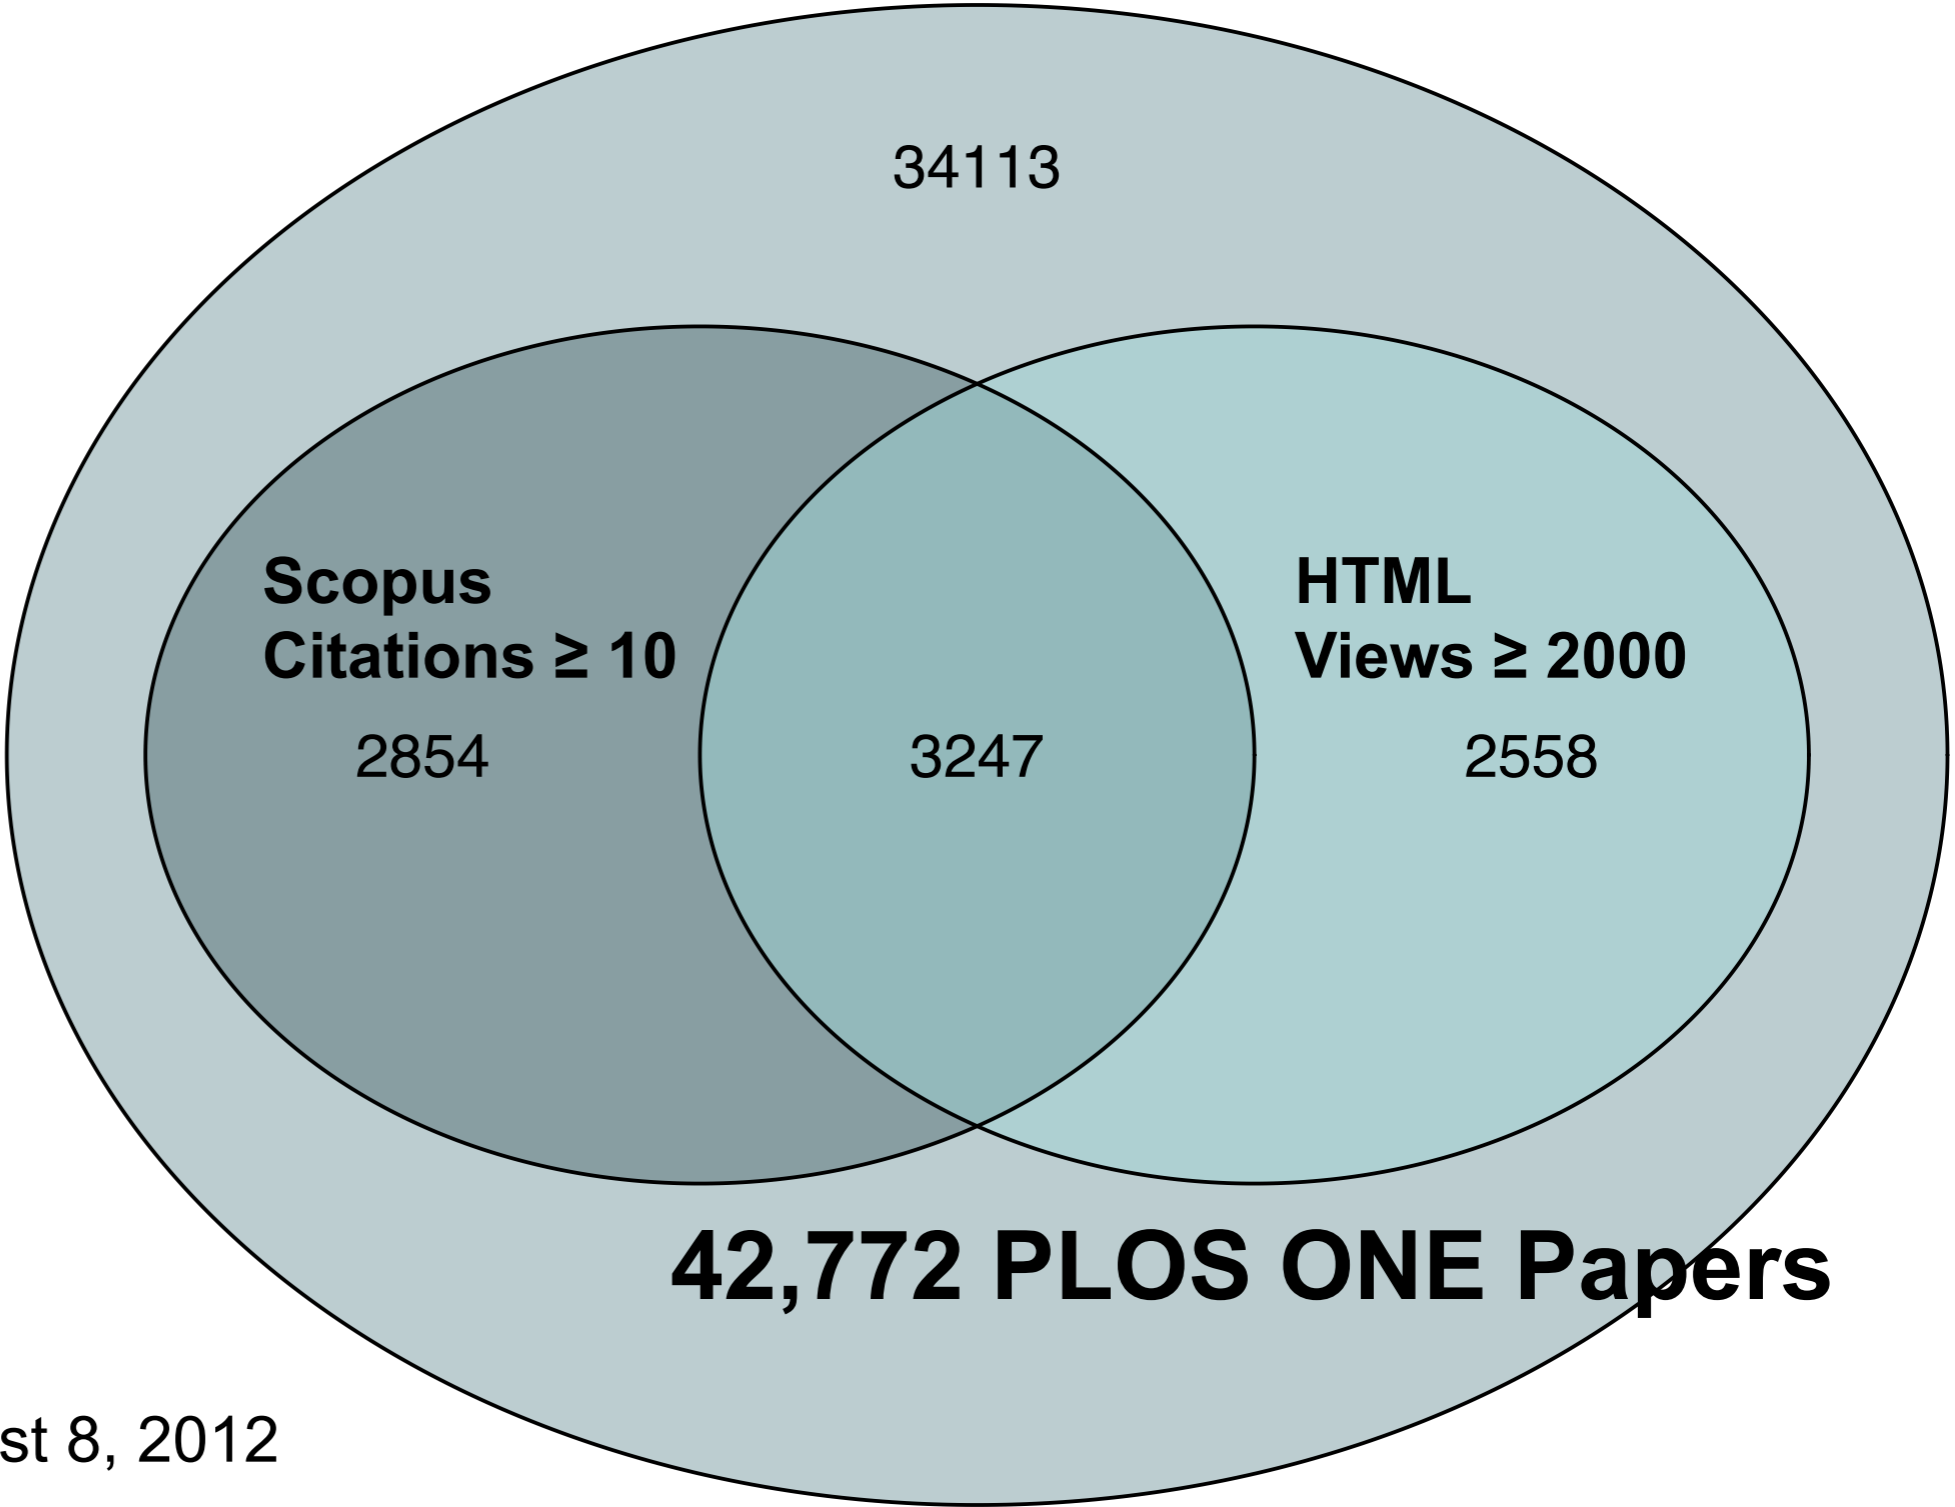 34113
Scopus
Citations ≥ 10
2854
3247
HTML
Views ≥ 2000
2558
42,772 PLOS ONE Papers
st 8, 2012